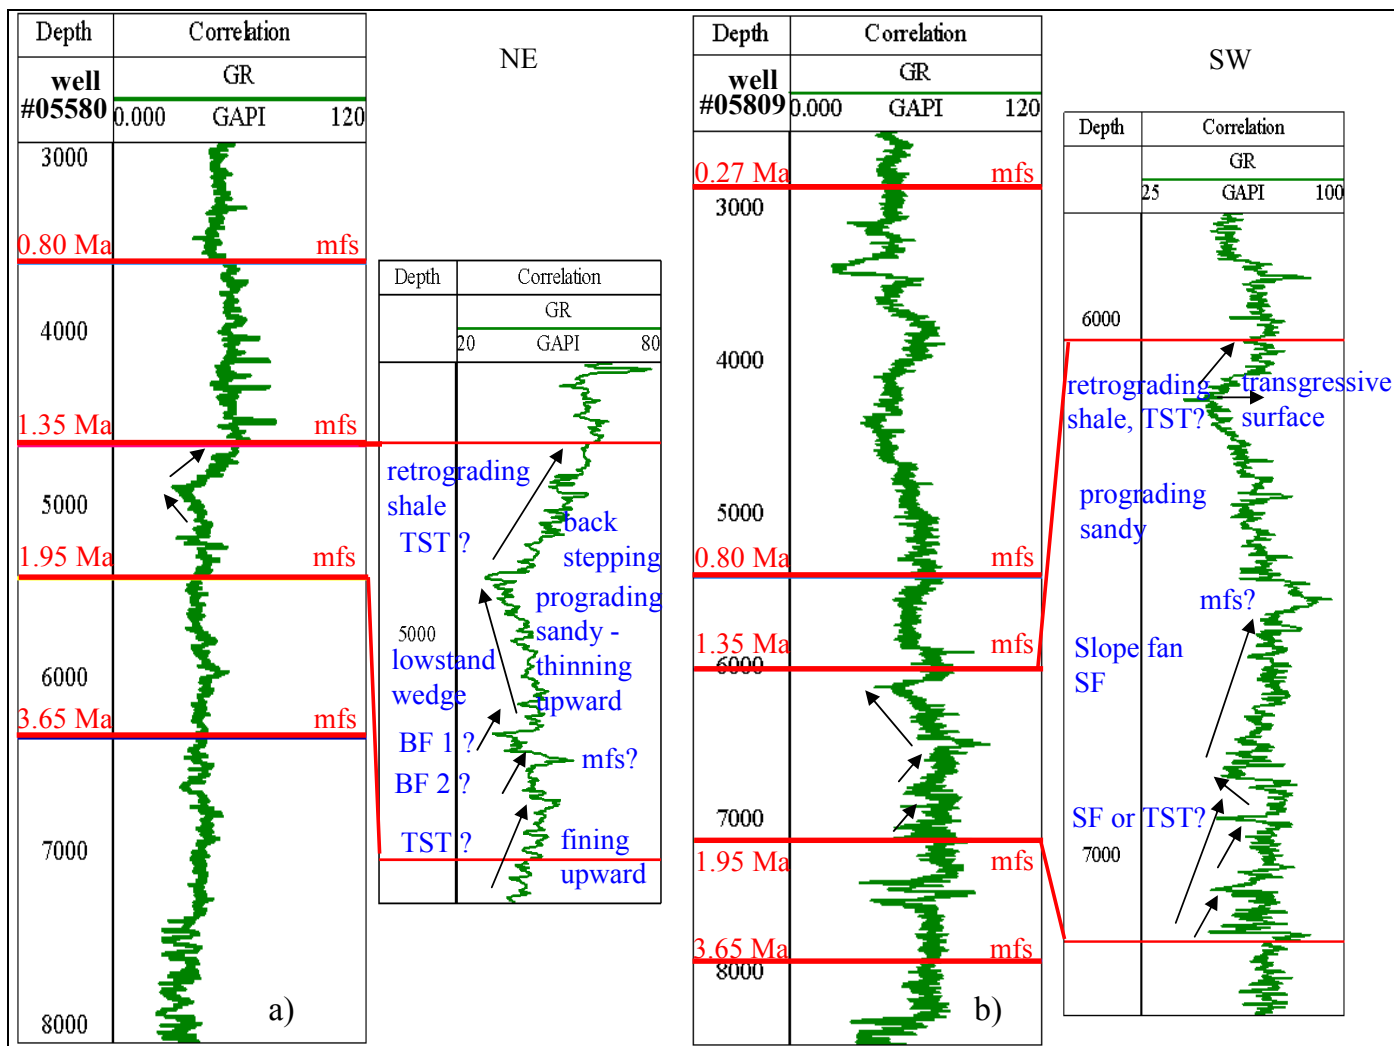 Depth Correlation
well
#05580
GR
0.000 GAPI 120
3000
0.80 Ma mfs
4000
1.35 Ma mfs
5000
1.95 Ma mfs
6000
3.65 Ma mfs
7000
8000
a)
NE
Depth Correlation
GR
20 GAPI 80
retrograding
shale
TST ?
back
stepping
prograding
sandy -
thinning
upward
5000
lowstand
wedge
BF 1 ?
mfs?
BF 2 ?
TST ?
fining
upward
Depth Correlation
well
#05809
GR
0.000 GAPI 120
0.27 Ma mfs
3000
4000
5000
0.80 Ma mfs
1.35 Ma mfs
6000
7000
1.95 Ma mfs
3.65 Ma mfs
8000
b)
SW
Depth Correlation
GR
25 GAPI 100
6000
retrograding
shale, TST?
transgressive
surface
prograding
sandy
mfs?
Slope fan
SF
SF or TST?
7000